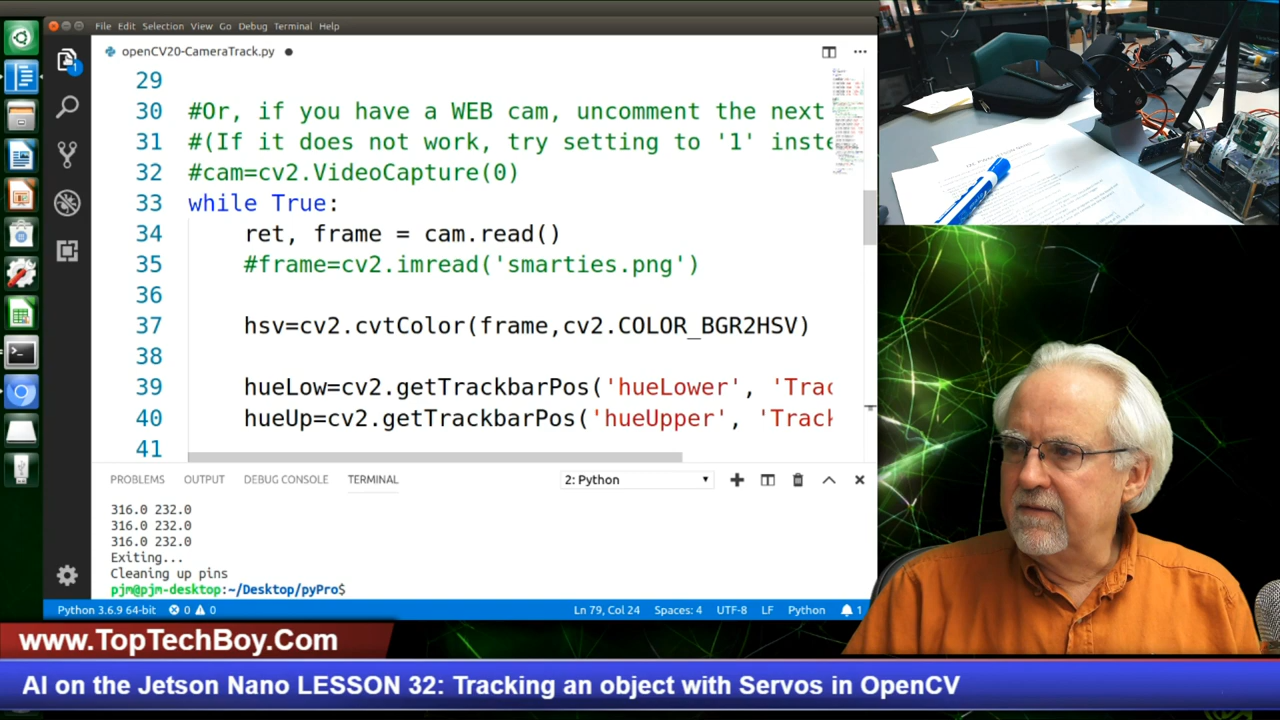 File Edit Selection View Go Debug Terminal Help
openCV20-CameraTrack.py
29
30 #Or, if you have a WEB cam, uncomment the next
31 #(If it does not work, try setting to '1' inste
32 #cam=cv2.VideoCapture(0)
33 while True:
34 ret, frame = cam.read()
35 #frame=cv2.imread('smarties.png')
36
37 hsv=cv2.cvtColor(frame,cv2.COLOR_BGR2HSV)
38
39 hueLow=cv2.getTrackbarPos('hueLower', 'Trac
40 hueUp=cv2.getTrackbarPos('hueUpper', 'Track
41
PROBLEMS OUTPUT DEBUG CONSOLE TERMINAL 2: Python
316.0 232.0
316.0 232.0
316.0 232.0
Exiting...
Cleaning up pins
pjm@pjm-desktop:~/Desktop/pyPro$
Python 3.6.9 64-bit 0 0 Ln 79, Col 24 Spaces: 4 UTF-8 LF Python 1
www.TopTechBoy.Com
AI on the Jetson Nano LESSON 32: Tracking an object with Servos in OpenCV